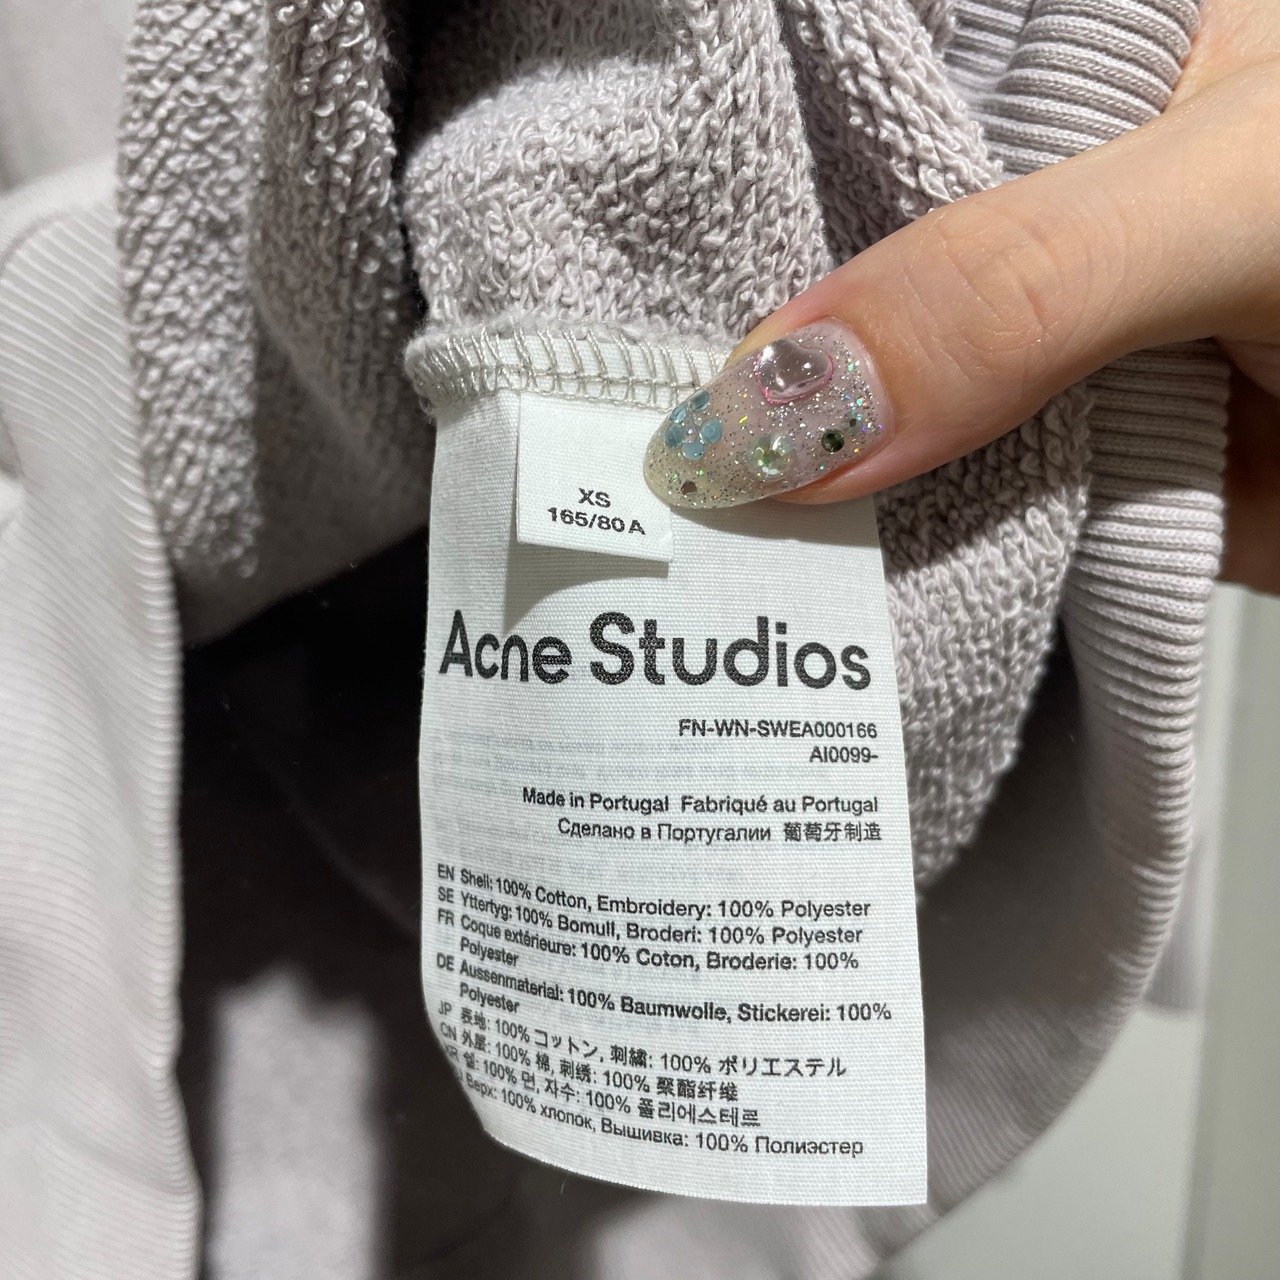 XS
165/80A
Acne Studios
FN-WN-SWEA000166
AI0099-
Made in Portugal Fabriqué au Portugal
Сделано в Португалии 葡萄牙制造
EN Shell: 100% Cotton, Embroidery: 100% Polyester
SE Yttertyg: 100% Bomull, Broderi: 100% Polyester
FR Coque extérieure: 100% Coton, Broderie: 100%
Polyester
DE Aussenmaterial: 100% Baumwolle, Stickerei: 100%
Polyester
JP 表地: 100% コットン, 刺繍: 100% ポリエステル
CN 外层: 100% 棉, 刺绣: 100% 聚酯纤维
KR 쉘: 100% 면, 자수: 100% 폴리에스테르
Верх: 100% хлопок, Вышивка: 100% Полиэстер